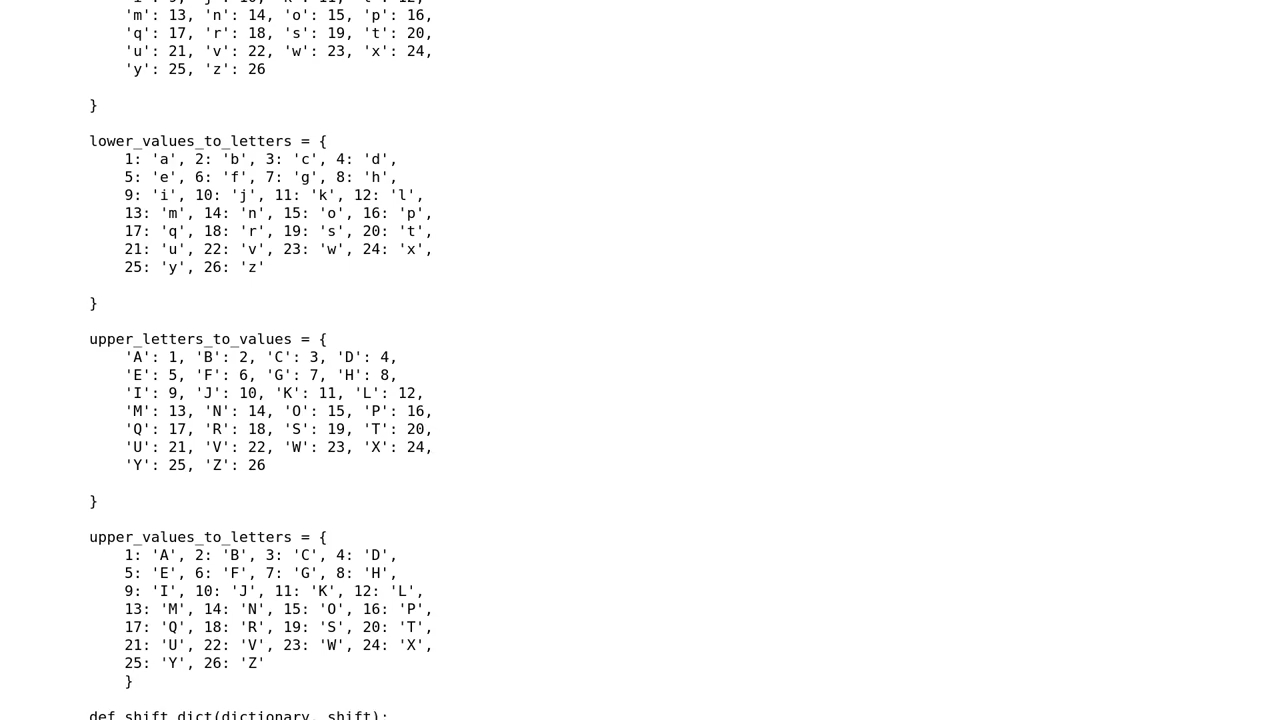 'm': 13, 'n': 14, 'o': 15, 'p': 16,
'q': 17, 'r': 18, 's': 19, 't': 20,
'u': 21, 'v': 22, 'w': 23, 'x': 24,
'y': 25, 'z': 26
}
lower_values_to_letters = {
1: 'a', 2: 'b', 3: 'c', 4: 'd',
5: 'e', 6: 'f', 7: 'g', 8: 'h',
9: 'i', 10: 'j', 11: 'k', 12: 'l',
13: 'm', 14: 'n', 15: 'o', 16: 'p',
17: 'q', 18: 'r', 19: 's', 20: 't',
21: 'u', 22: 'v', 23: 'w', 24: 'x',
25: 'y', 26: 'z'
}
upper_letters_to_values = {
'A': 1, 'B': 2, 'C': 3, 'D': 4,
'E': 5, 'F': 6, 'G': 7, 'H': 8,
'I': 9, 'J': 10, 'K': 11, 'L': 12,
'M': 13, 'N': 14, 'O': 15, 'P': 16,
'Q': 17, 'R': 18, 'S': 19, 'T': 20,
'U': 21, 'V': 22, 'W': 23, 'X': 24,
'Y': 25, 'Z': 26
}
upper_values_to_letters = {
1: 'A', 2: 'B', 3: 'C', 4: 'D',
5: 'E', 6: 'F', 7: 'G', 8: 'H',
9: 'I', 10: 'J', 11: 'K', 12: 'L',
13: 'M', 14: 'N', 15: 'O', 16: 'P',
17: 'Q', 18: 'R', 19: 'S', 20: 'T',
21: 'U', 22: 'V', 23: 'W', 24: 'X',
25: 'Y', 26: 'Z'
}
def shift_dict(dictionary, shift):